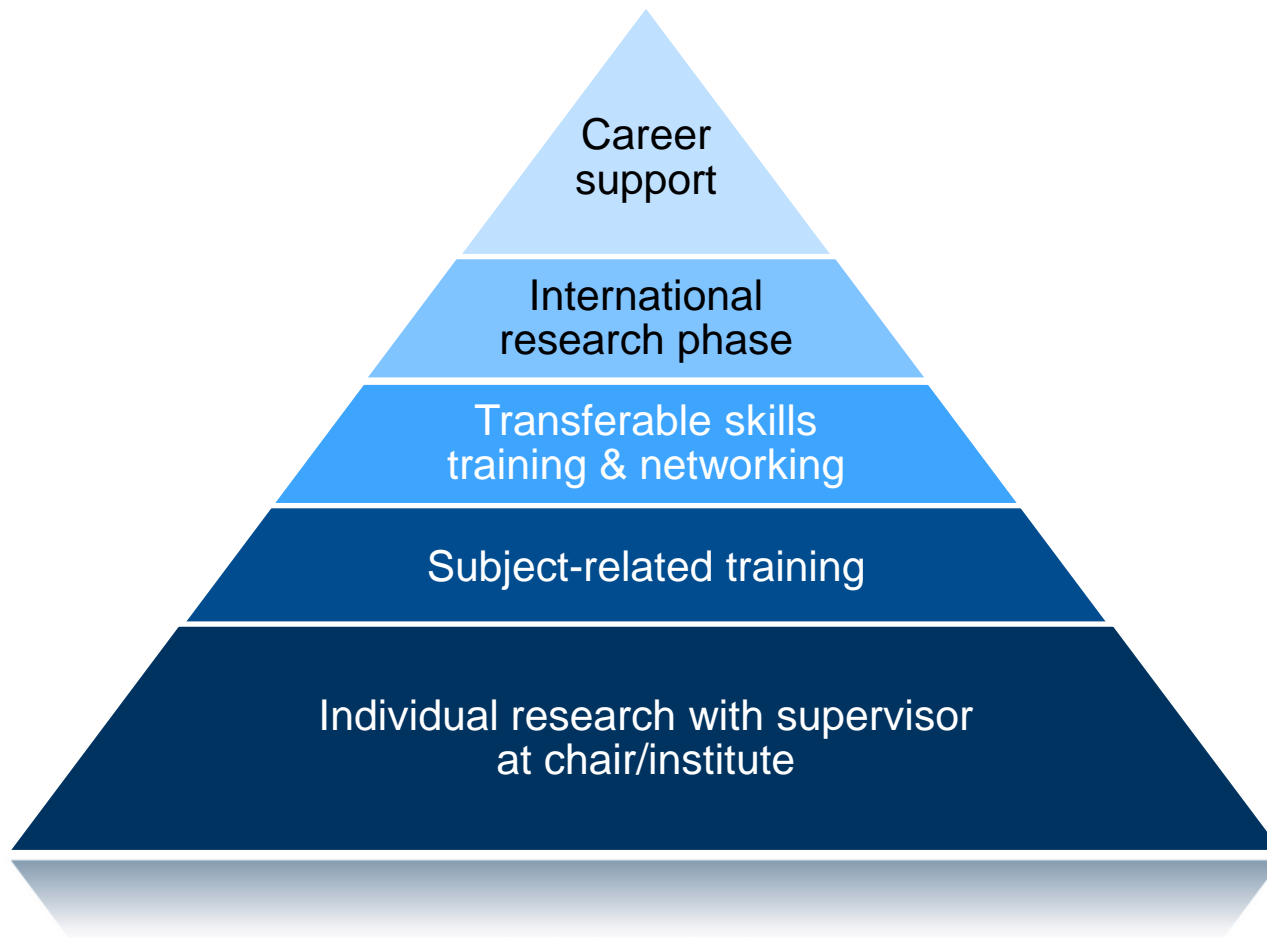 Career
support
International
research phase
Transferable skills
training & networking
Subject-related training
Individual research with supervisor
at chair/institute